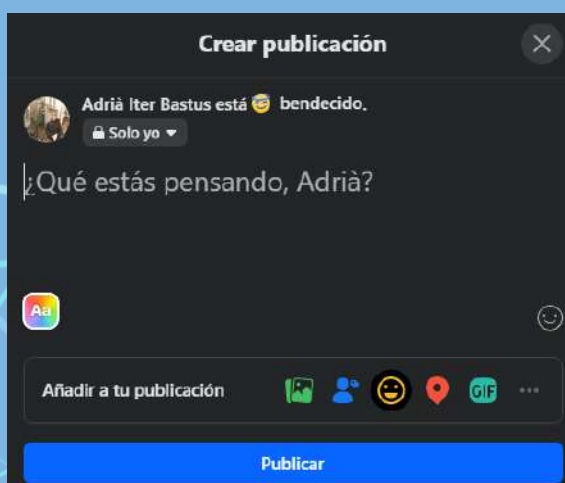 Crear publicación
Adrià Iter Bastus está 😇 bendecido.
Solo yo
¿Qué estás pensando, Adrià?
Aa
Añadir a tu publicación
GIF
Publicar